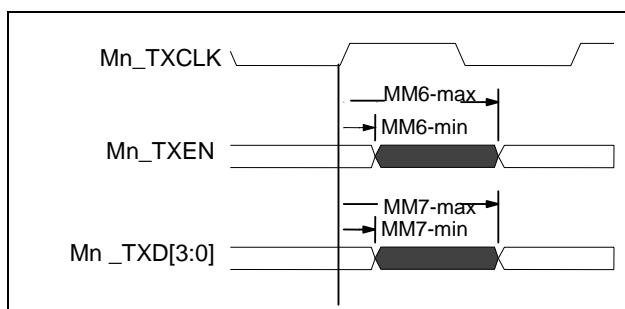 Mn_TXCLK
MM6-max
MM6-min
Mn_TXEN
MM7-max
MM7-min
Mn _TXD[3:0]